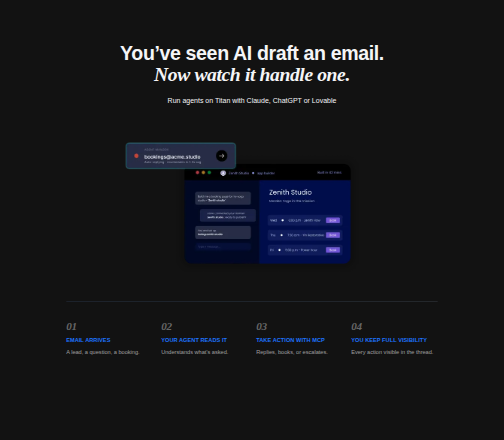 You've seen AI draft an email.
Now watch it handle one.
Run agents on Titan with Claude, ChatGPT or Lovable
bookings@acme.studio
Zenith Studio
01
EMAIL ARRIVES
A lead, a question, a booking.
02
YOUR AGENT READS IT
Understands what's asked.
03
TAKE ACTION WITH MCP
Replies, books, or escalates.
04
YOU KEEP FULL VISIBILITY
Every action visible in the thread.